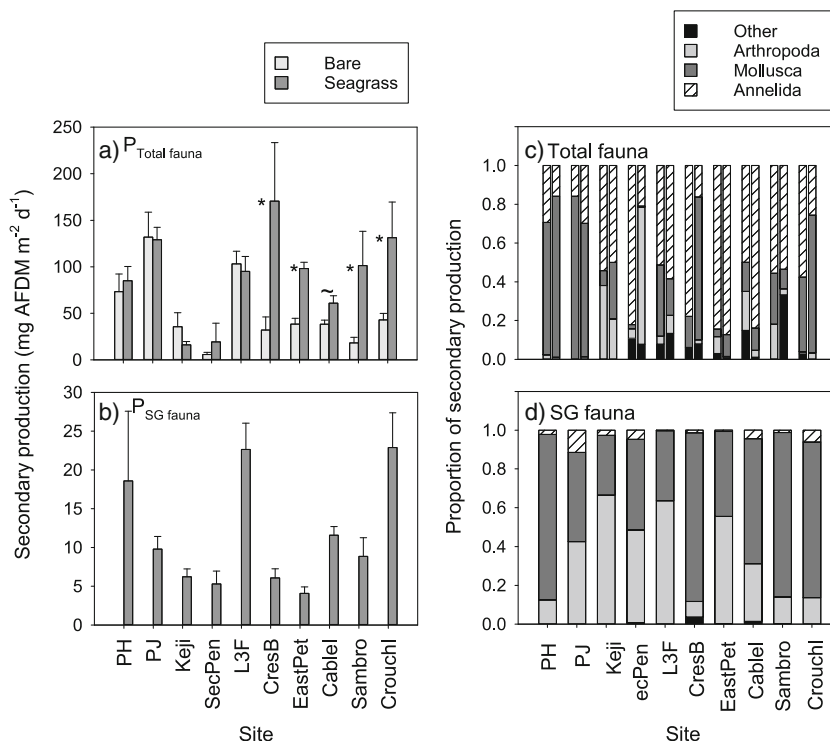 Bare
Seagrass
Other
Arthropoda
Mollusca
Annelida
Secondary production (mg AFDM m-2 d-1)
a) PTotal fauna
250
200
150
100
50
0
*
*
~
*
*
b) PSG fauna
30
25
20
15
10
5
0
PH
PJ
Keji
SecPen
L3F
CresB
EastPet
CableI
Sambro
CrouchI
Site
Proportion of secondary production
c) Total fauna
1.0
0.8
0.6
0.4
0.2
0.0
d) SG fauna
1.0
0.8
0.6
0.4
0.2
0.0
PH
PJ
Keji
ecPen
L3F
CresB
EastPet
CableI
Sambro
CrouchI
Site